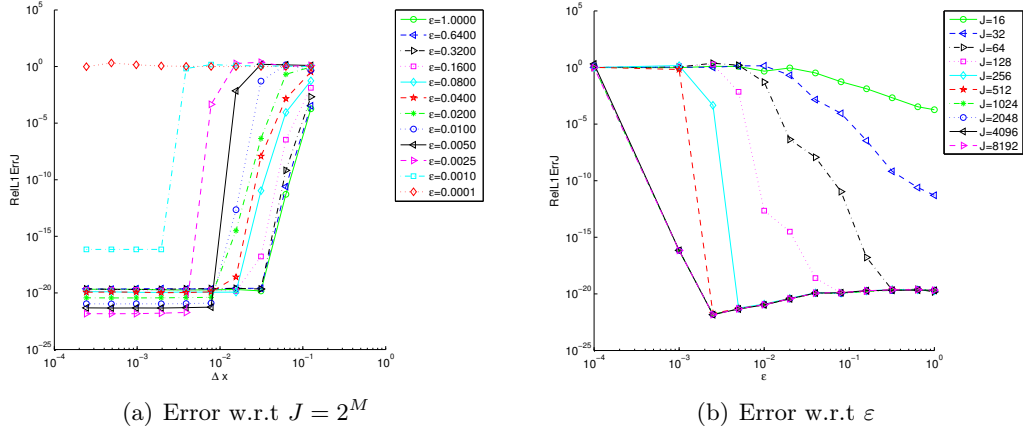 10^5
10^0
10^−5
10^−10
10^−15
10^−20
10^−25
RelL1ErrJ
10^−4
10^−3
10^−2
10^−1
10^0
Δ x
ε=1.0000
ε=0.6400
ε=0.3200
ε=0.1600
ε=0.0800
ε=0.0400
ε=0.0200
ε=0.0100
ε=0.0050
ε=0.0025
ε=0.0010
ε=0.0001
(a) Error w.r.t J = 2^M
10^5
10^0
10^−5
10^−10
10^−15
10^−20
10^−25
RelL1ErrJ
10^−4
10^−3
10^−2
10^−1
10^0
ε
J=16
J=32
J=64
J=128
J=256
J=512
J=1024
J=2048
J=4096
J=8192
(b) Error w.r.t ε